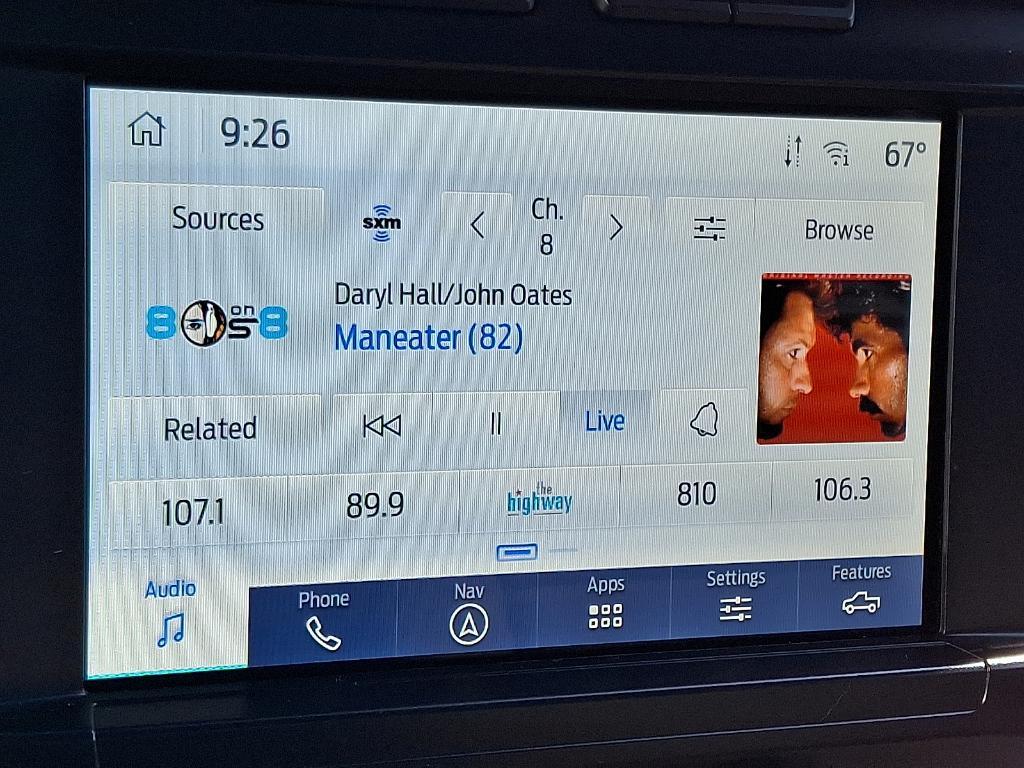 9:26
67°
Sources
sxm
Ch.
8
Browse
8 on 8
Daryl Hall/John Oates
Maneater (82)
Related
Live
107.1
89.9
the
highway
810
106.3
Audio
Phone
Nav
Apps
Settings
Features